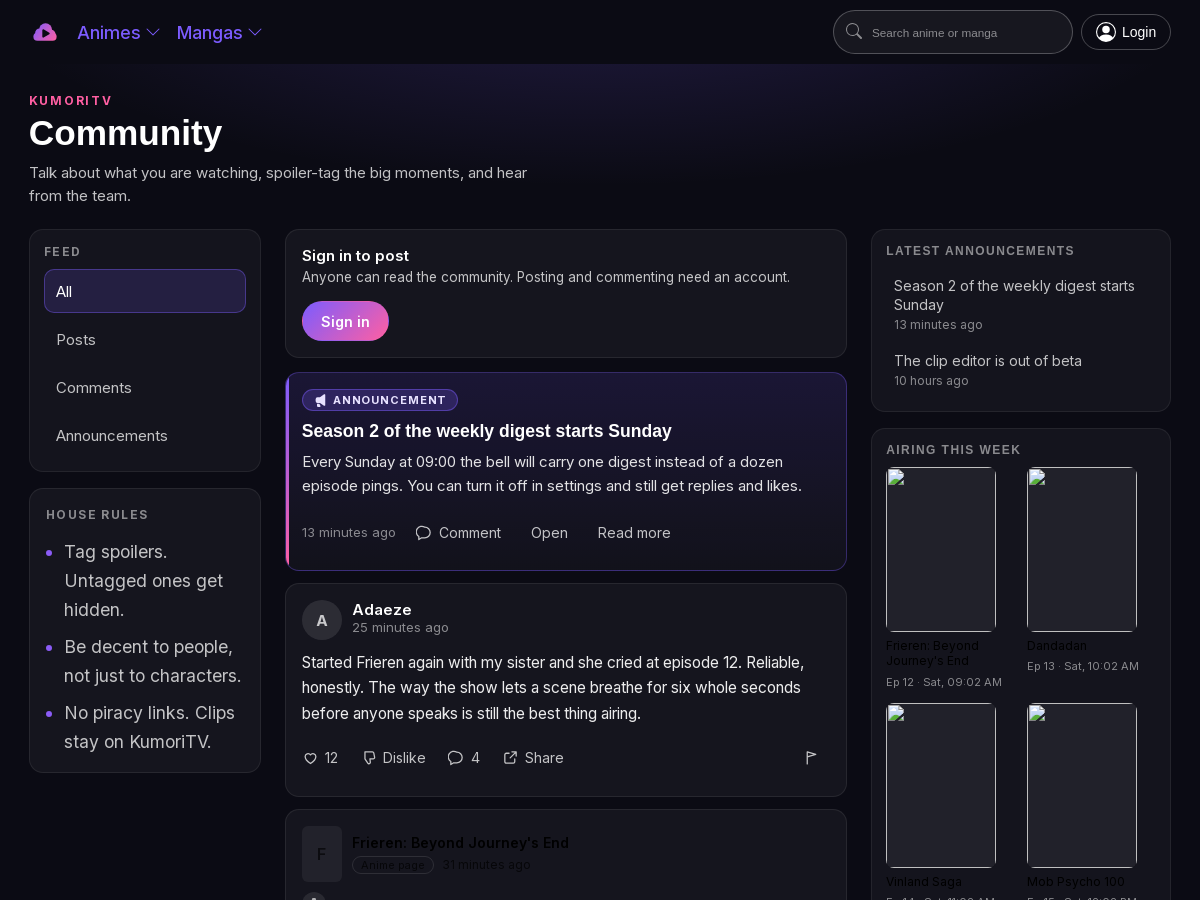 Animes
Mangas
Search anime or manga
Login
KUMORITV
Community
Talk about what you are watching, spoiler-tag the big moments, and hear
from the team.
FEED
All
Posts
Comments
Announcements
HOUSE RULES
Tag spoilers.
Untagged ones get
hidden.
Be decent to people,
not just to characters.
No piracy links. Clips
stay on KumoriTV.
Sign in to post
Anyone can read the community. Posting and commenting need an account.
Sign in
ANNOUNCEMENT
Season 2 of the weekly digest starts Sunday
Every Sunday at 09:00 the bell will carry one digest instead of a dozen
episode pings. You can turn it off in settings and still get replies and likes.
13 minutes ago
Comment
Open
Read more
A
Adaeze
25 minutes ago
Started Frieren again with my sister and she cried at episode 12. Reliable,
honestly. The way the show lets a scene breathe for six whole seconds
before anyone speaks is still the best thing airing.
12
Dislike
4
Share
F
Frieren: Beyond Journey's End
Anime page
31 minutes ago
LATEST ANNOUNCEMENTS
Season 2 of the weekly digest starts
Sunday
13 minutes ago
The clip editor is out of beta
10 hours ago
AIRING THIS WEEK
Frieren: Beyond
Journey's End
Ep 12 · Sat, 09:02 AM
Dandadan
Ep 13 · Sat, 10:02 AM
Vinland Saga
Mob Psycho 100